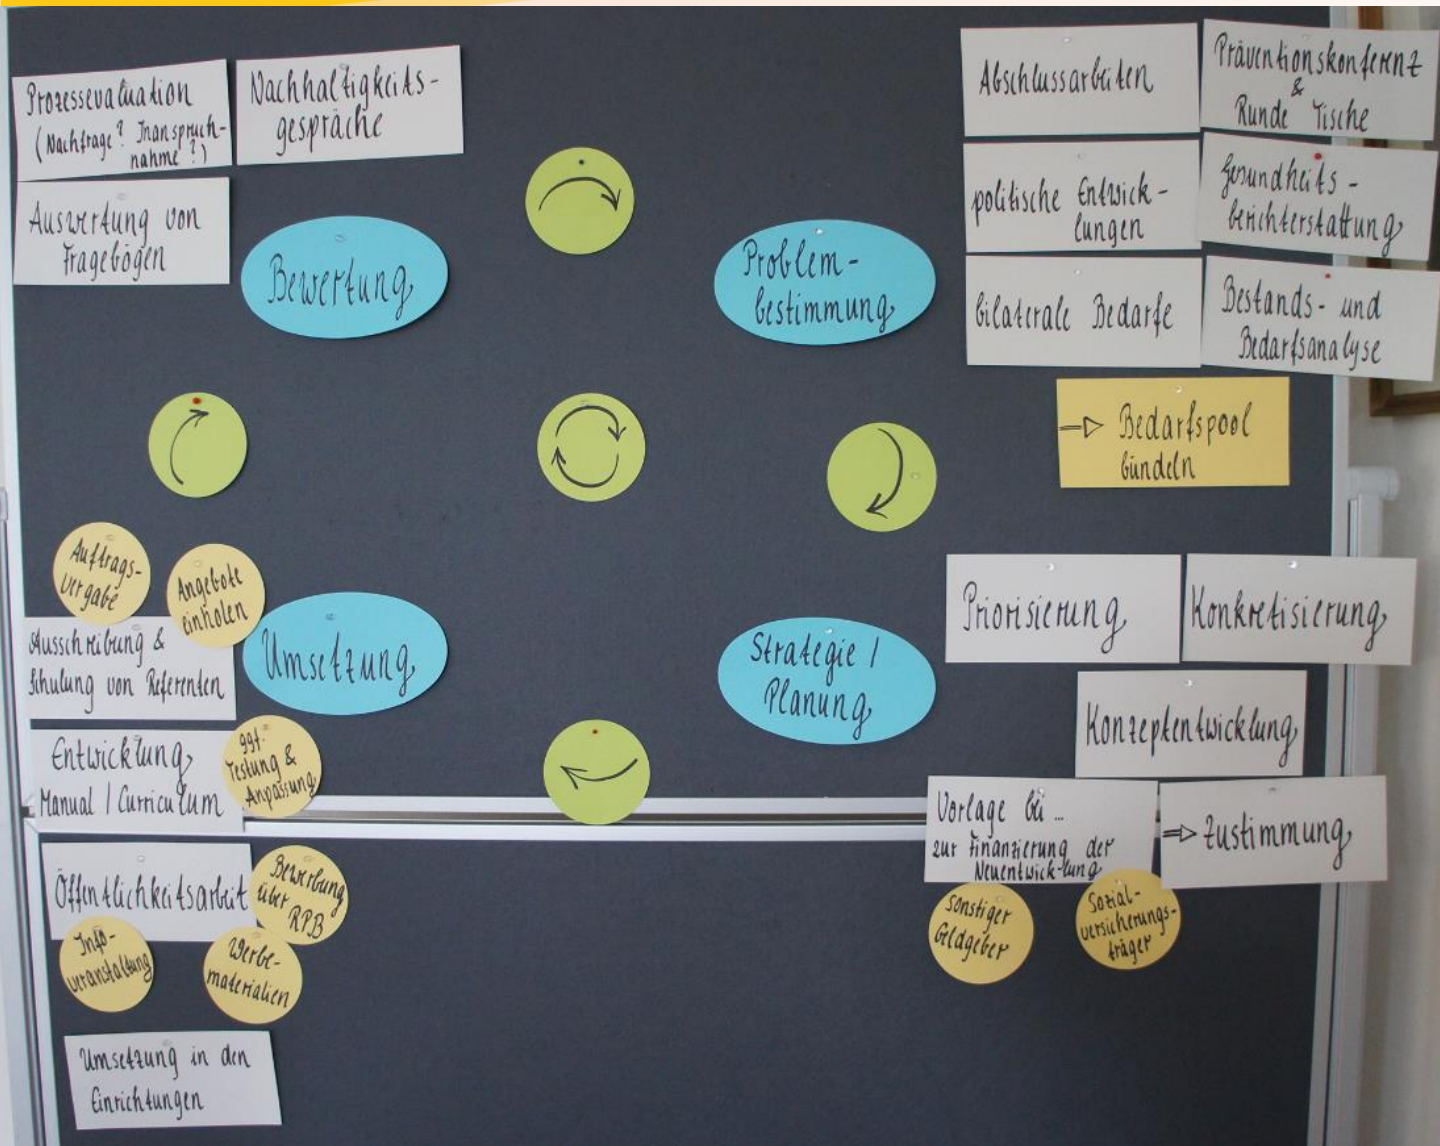 Prozessevaluation
(Nachfrage? Inanspruch-
nahme?)
Nachhaltigkeits-
gespräche
Auswertung von
Fragebögen
Bewertung
Problem-
bestimmung
Abschlussarbeiten
Präventionskonferenz
&
Runde Tische
politische Entwick-
lungen
Gesundheits-
berichterstattung
bilaterale Bedarfe
Bestands- und
Bedarfsanalyse
⇒ Bedarfspool
bündeln
Strategie /
Planung
Priorisierung
Konkretisierung
Konzeptentwicklung
Vorlage bei ...
zur Finanzierung der
Neuentwicklung
⇒ Zustimmung
sonstiger
Geldgeber
Sozial-
versicherungs-
träger
Umsetzung
Auftrags-
vergabe
Angebote
einholen
Ausschreibung &
Schulung von Referenten
Entwicklung
Manual / Curriculum
ggf.
Testung &
Anpassung
Öffentlichkeitsarbeit
Bewerbung
über
RPB
Info-
veranstaltung
Werbe-
materialien
Umsetzung in den
Einrichtungen